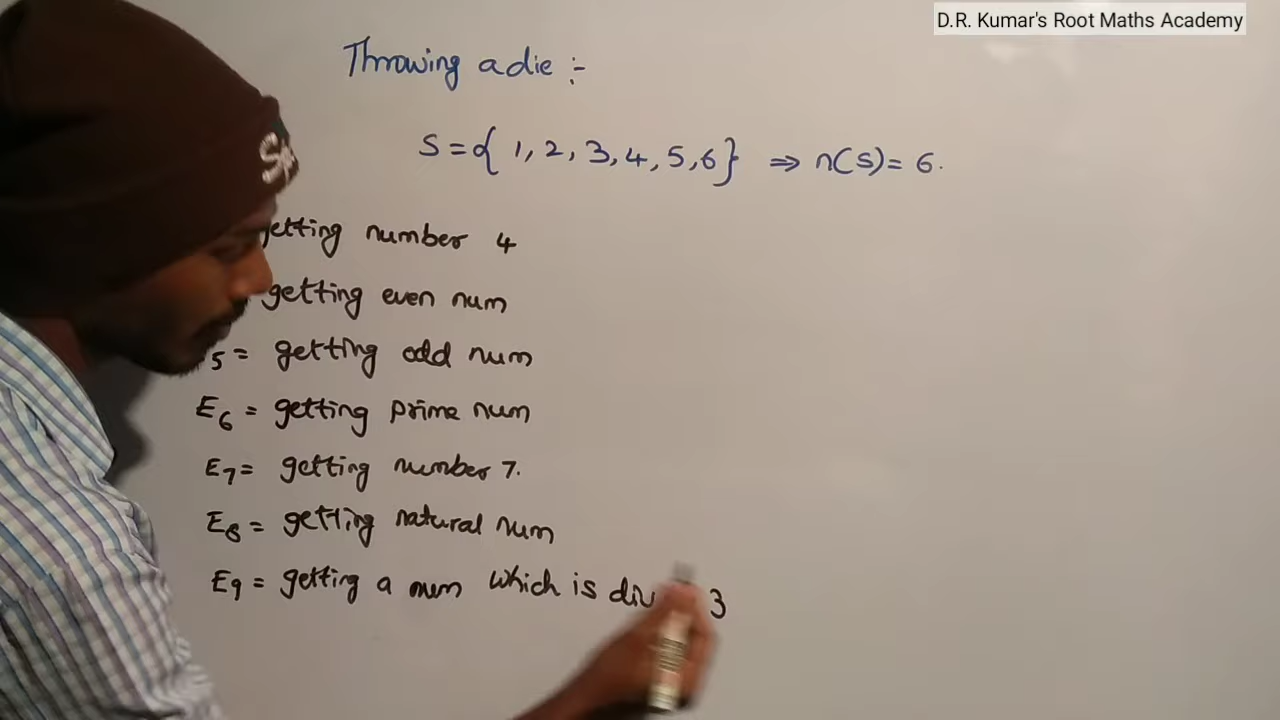 D.R. Kumar's Root Maths Academy
Throwing a die :-
S = { 1, 2, 3, 4, 5, 6 } ⇒ n(S) = 6.
getting number 4
getting even num
5 = getting odd num
E6 = getting prime num
E7 = getting number 7.
E8 = getting natural num
E9 = getting a num which is div 3